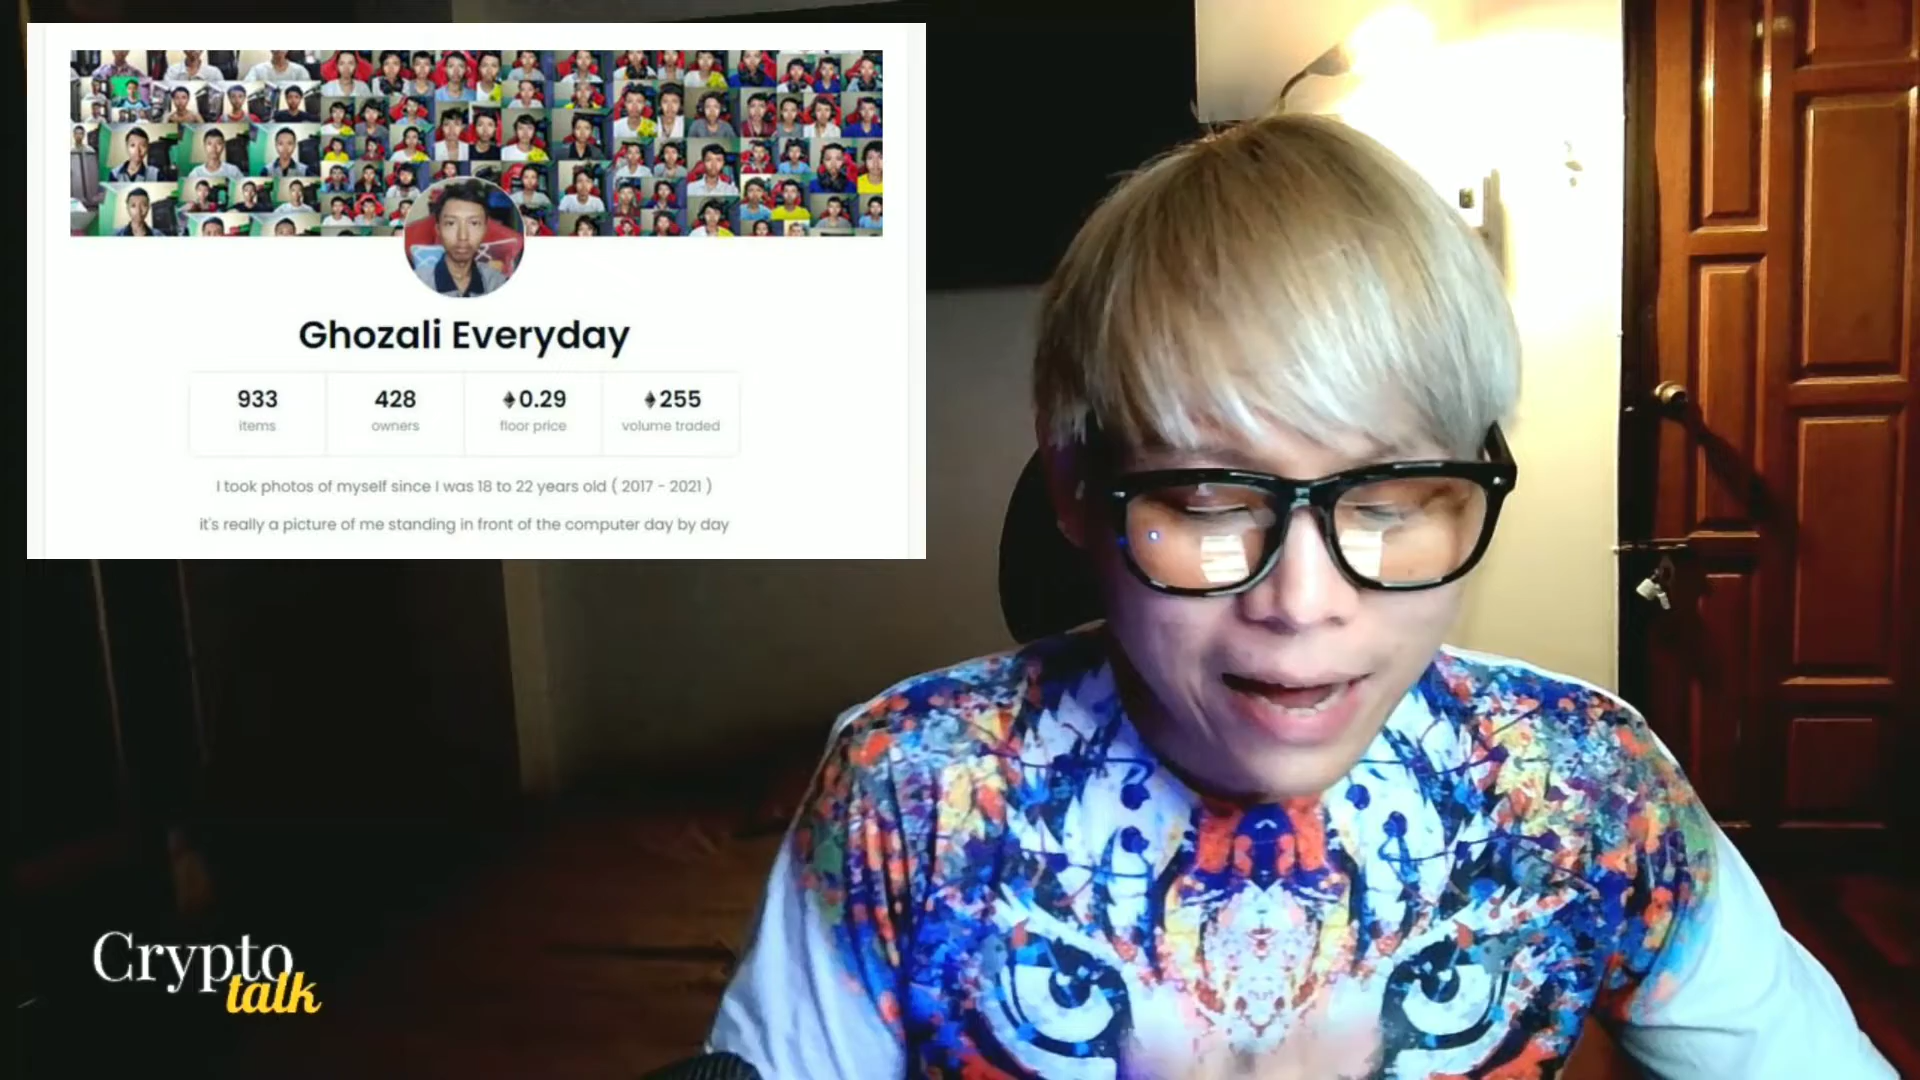 Ghozali Everyday
933
items
428
owners
0.29
floor price
255
volume traded
I took photos of myself since I was 18 to 22 years old ( 2017 - 2021 )
it's really a picture of me standing in front of the computer day by day
Crypto
talk